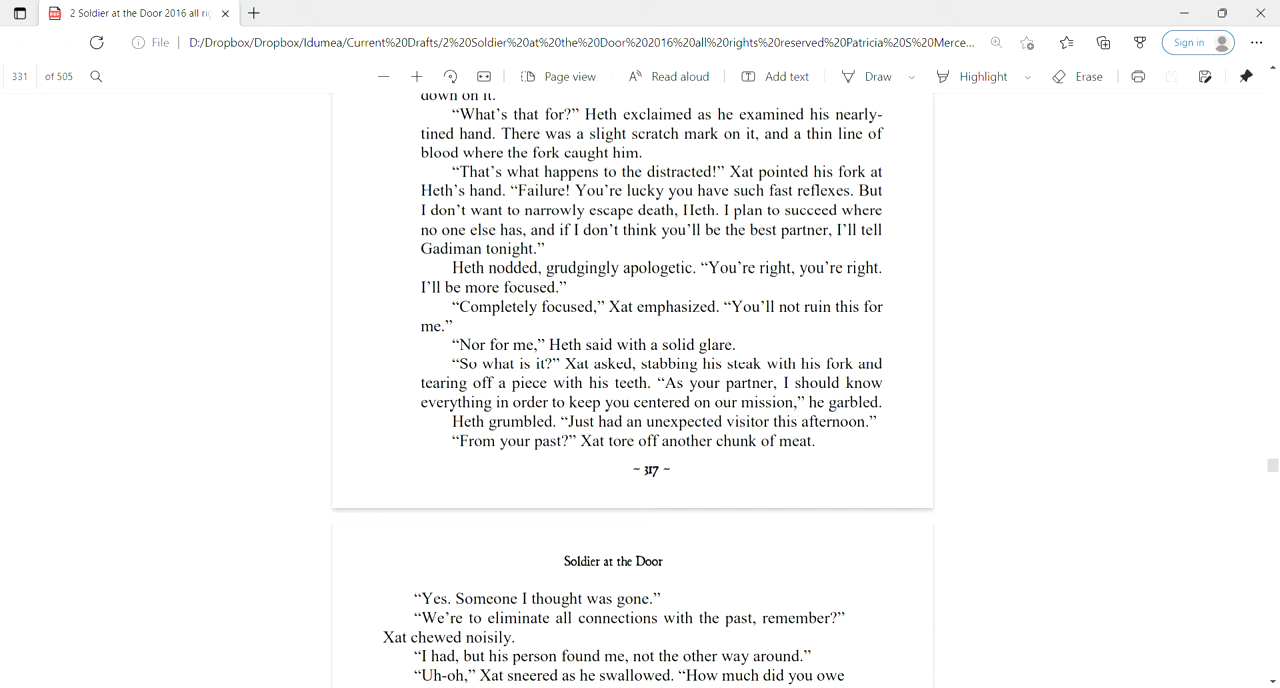 2 Soldier at the Door 2016 all ri
File
D:/Dropbox/Dropbox/Idumea/Current%20Drafts/2%20Soldier%20at%20the%20Door%202016%20all%20rights%20reserved%20Patricia%20S%20Merce...
Sign in
331 of 505
Page view
Read aloud
Add text
Draw
Highlight
Erase
down on it.
“What’s that for?” Heth exclaimed as he examined his nearly-
tined hand. There was a slight scratch mark on it, and a thin line of
blood where the fork caught him.
“That’s what happens to the distracted!” Xat pointed his fork at
Heth’s hand. “Failure! You’re lucky you have such fast reflexes. But
I don’t want to narrowly escape death, Heth. I plan to succeed where
no one else has, and if I don’t think you’ll be the best partner, I’ll tell
Gadiman tonight.”
Heth nodded, grudgingly apologetic. “You’re right, you’re right.
I’ll be more focused.”
“Completely focused,” Xat emphasized. “You’ll not ruin this for
me.”
“Nor for me,” Heth said with a solid glare.
“So what is it?” Xat asked, stabbing his steak with his fork and
tearing off a piece with his teeth. “As your partner, I should know
everything in order to keep you centered on our mission,” he garbled.
Heth grumbled. “Just had an unexpected visitor this afternoon.”
“From your past?” Xat tore off another chunk of meat.
~ 317 ~
Soldier at the Door
“Yes. Someone I thought was gone.”
“We’re to eliminate all connections with the past, remember?”
Xat chewed noisily.
“I had, but his person found me, not the other way around.”
“Uh-oh,” Xat sneered as he swallowed. “How much did you owe